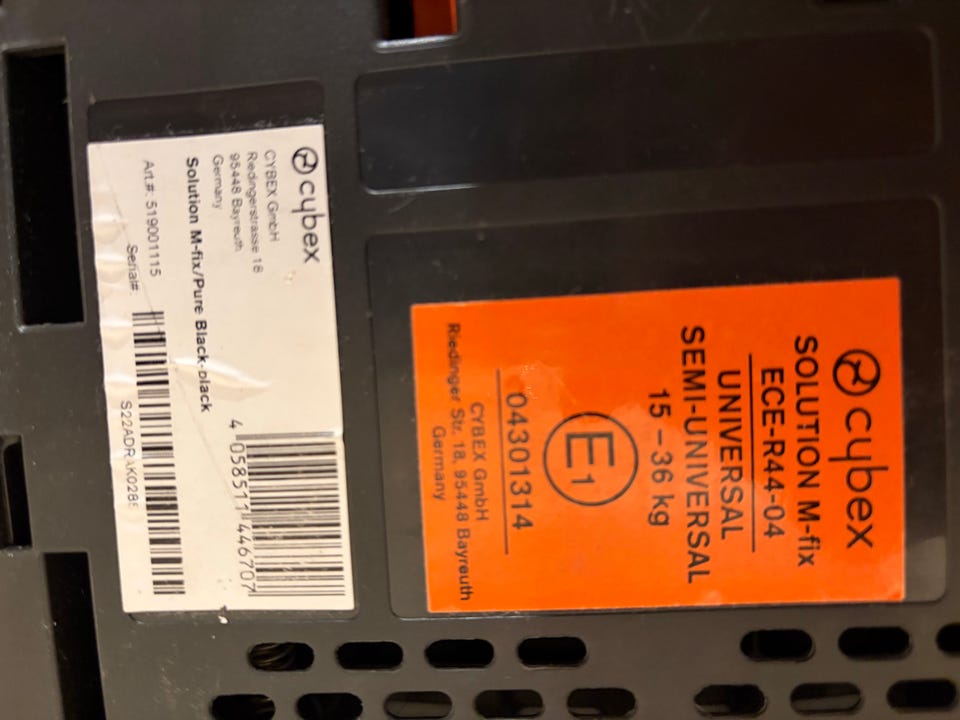 cybex
SOLUTION M-fix
ECE-R44-04
UNIVERSAL
SEMI-UNIVERSAL
15-36 kg
E1
04301314
CYBEX GmbH
Riedinger Str. 18, 95448 Bayreuth
Germany
cybex
CYBEX GmbH
Riedingerstrasse 18
95448 Bayreuth
Germany
Solution M-fix/Pure Black-black
4 058511 446707
Art.#: 519001115
Serial#: